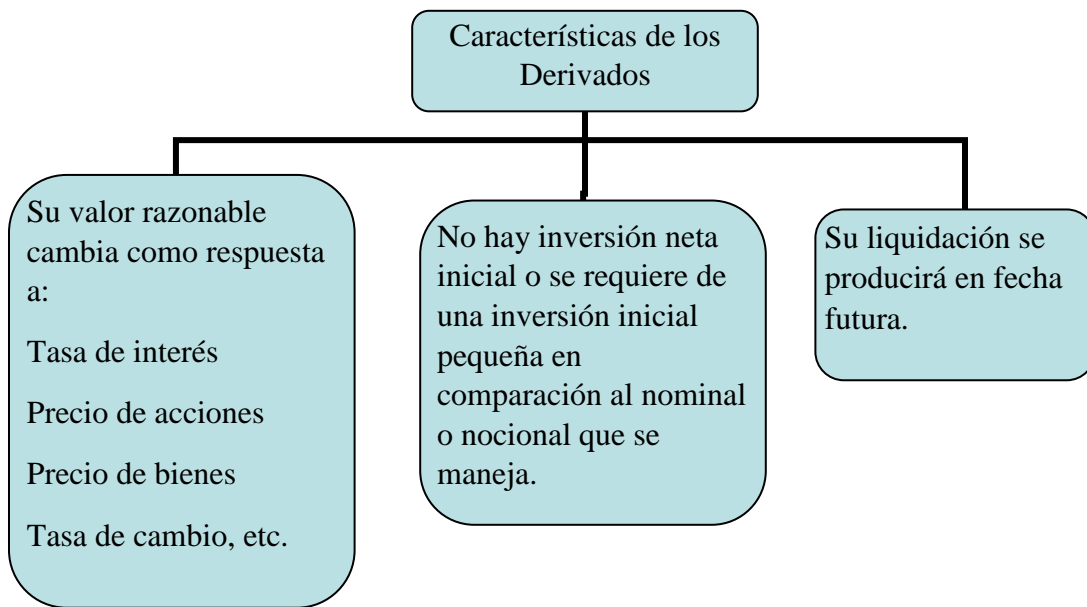 Características de los
Derivados
Su valor razonable
cambia como respuesta
a:
Tasa de interés
Precio de acciones
Precio de bienes
Tasa de cambio, etc.
No hay inversión neta
inicial o se requiere de
una inversión inicial
pequeña en
comparación al nominal
o nocional que se
maneja.
Su liquidación se
producirá en fecha
futura.